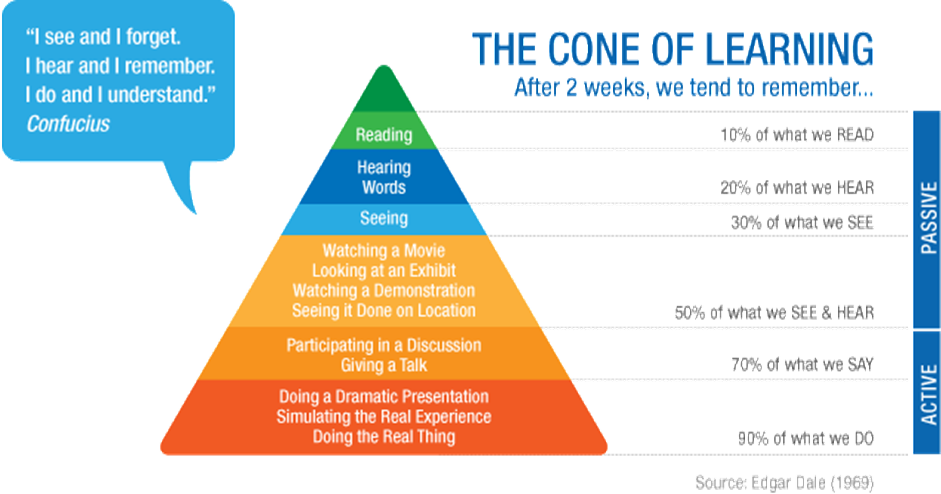 “I see and I forget.
I hear and I remember.
I do and I understand.”
Confucius
THE CONE OF LEARNING
After 2 weeks, we tend to remember...
Reading
10% of what we READ
Hearing
Words
20% of what we HEAR
Seeing
30% of what we SEE
Watching a Movie
Looking at an Exhibit
Watching a Demonstration
Seeing it Done on Location
50% of what we SEE & HEAR
PASSIVE
Participating in a Discussion
Giving a Talk
70% of what we SAY
Doing a Dramatic Presentation
Simulating the Real Experience
Doing the Real Thing
90% of what we DO
ACTIVE
Source: Edgar Dale (1969)